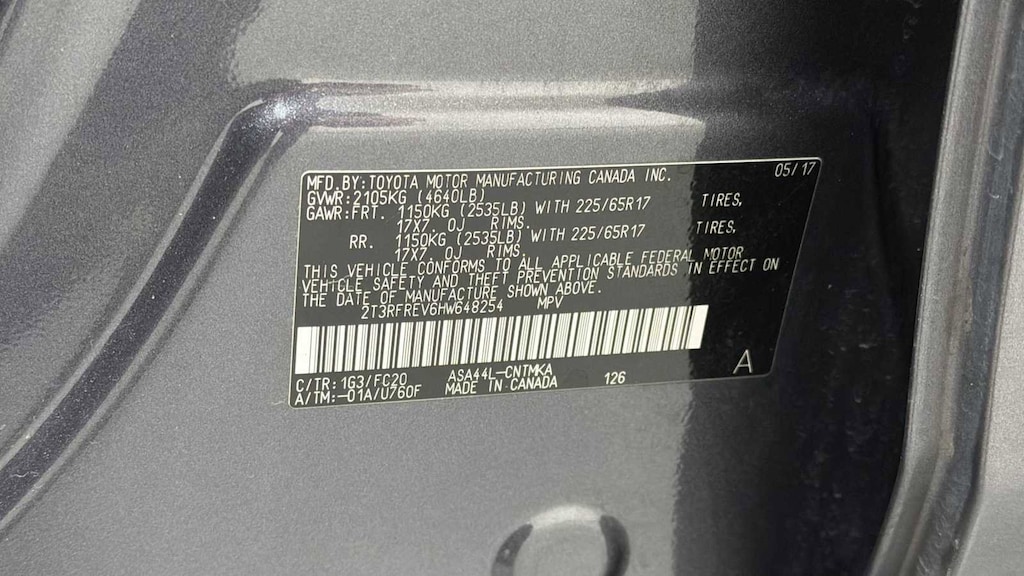 MFD.BY:TOYOTA MOTOR MANUFACTURING CANADA INC. 05/17
GVWR:2105KG (4640LB)
GAWR:FRT. 1150KG (2535LB) WITH 225/65R17 TIRES,
17X7. 0J RIMS.
RR. 1150KG (2535LB) WITH 225/65R17 TIRES.
17X7. 0J RIMS
THIS VEHICLE CONFORMS TO ALL APPLICABLE FEDERAL MOTOR
VEHICLE SAFETY AND THEFT PREVENTION STANDARDS IN EFFECT ON
THE DATE OF MANUFACTURE SHOWN ABOVE.
2T3RFREV6HW648254 MPV
A
C/TR:1G3/FC20 ASA44L-CNTMKA 126
A/TM:-01A/U760F MADE IN CANADA